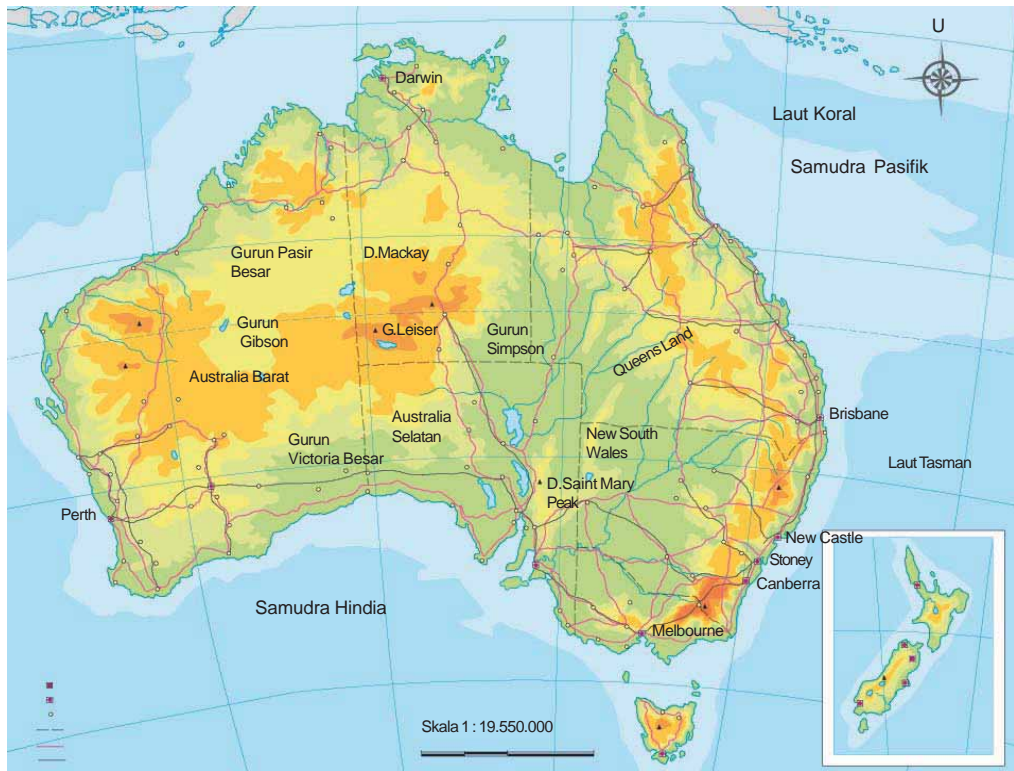 U
Darwin
Laut Koral
Samudra Pasifik
Gurun Pasir
Besar
D.Mackay
Gurun
Gibson
G.Leiser
Gurun
Simpson
Queens Land
Australia Barat
Australia
Selatan
Brisbane
Gurun
Victoria Besar
New South
Wales
Laut Tasman
D.Saint Mary
Peak
Perth
New Castle
Stoney
Canberra
Samudra Hindia
Melbourne
Skala 1 : 19.550.000